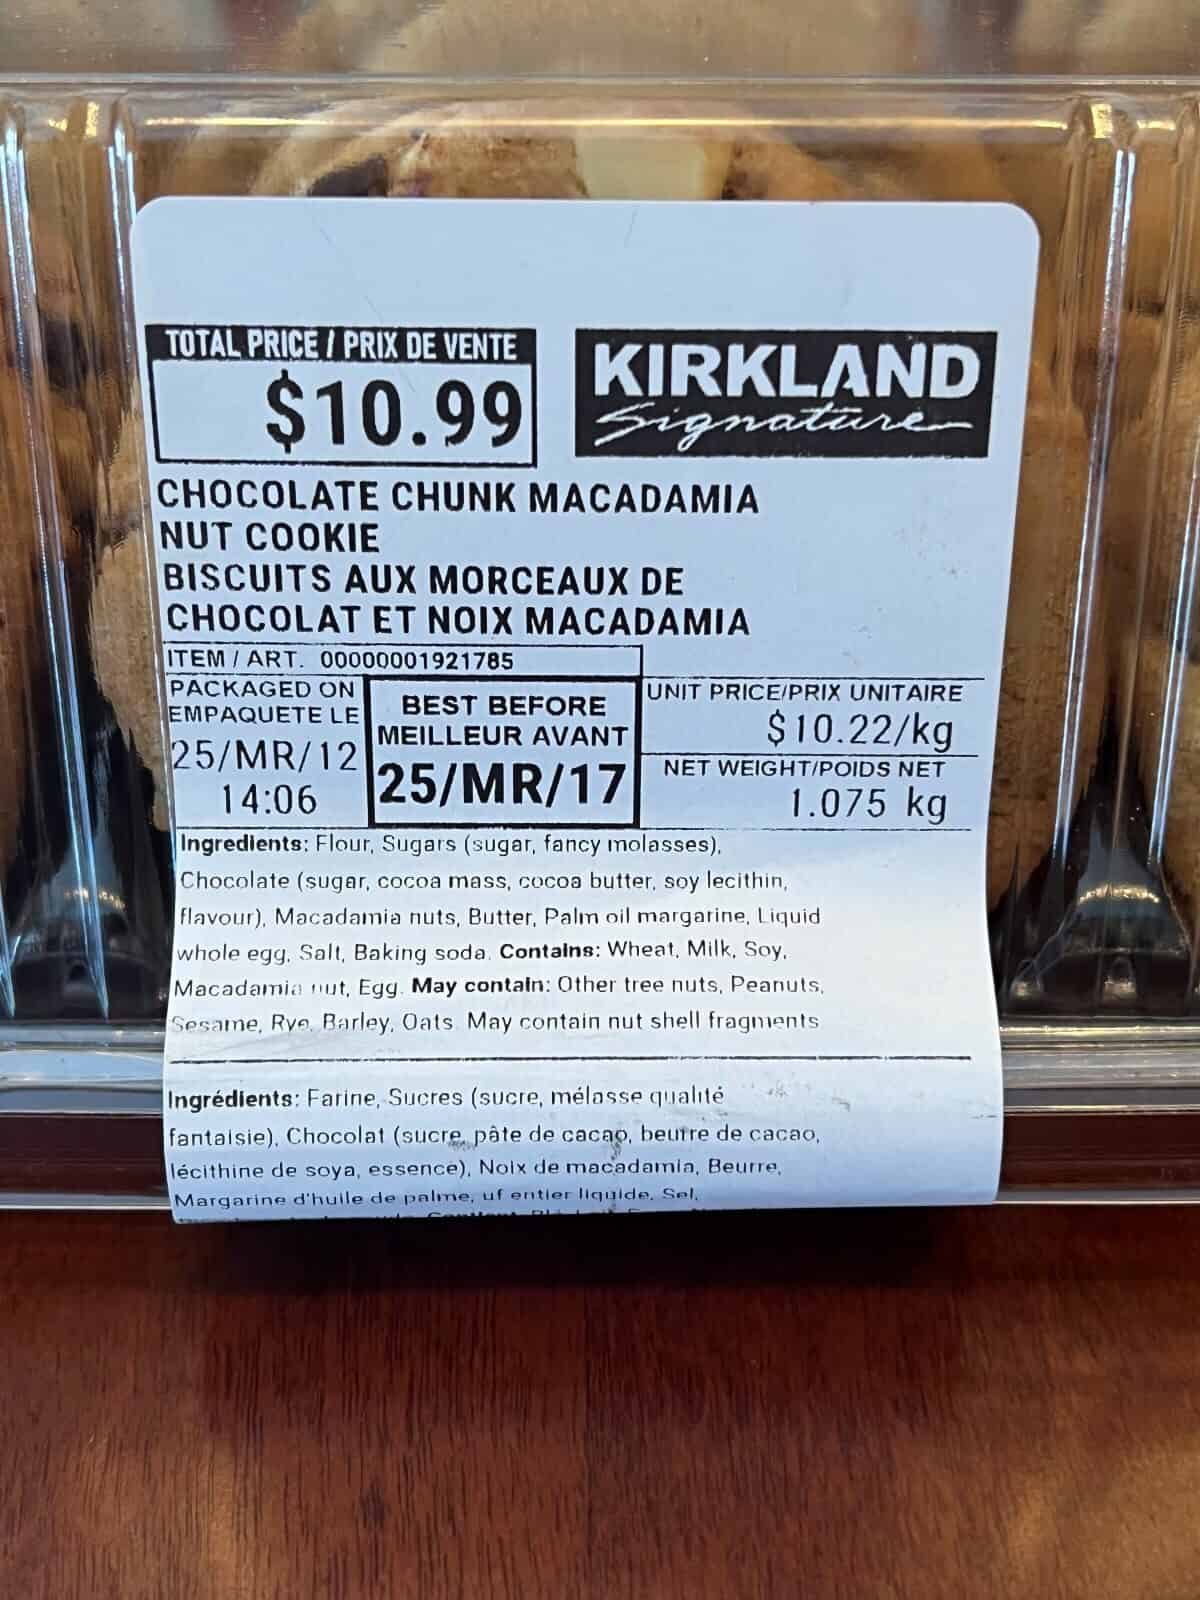 TOTAL PRICE / PRIX DE VENTE
$10.99
KIRKLAND
Signature
CHOCOLATE CHUNK MACADAMIA
NUT COOKIE
BISCUITS AUX MORCEAUX DE
CHOCOLAT ET NOIX MACADAMIA
ITEM / ART. 00000001921785
PACKAGED ON
EMPAQUETE LE
25/MR/12
14:06
BEST BEFORE
MEILLEUR AVANT
25/MR/17
UNIT PRICE/PRIX UNITAIRE
$10.22/kg
NET WEIGHT/POIDS NET
1.075 kg
Ingredients: Flour, Sugars (sugar, fancy molasses),
Chocolate (sugar, cocoa mass, cocoa butter, soy lecithin,
flavour), Macadamia nuts, Butter, Palm oil margarine, Liquid
whole egg, Salt, Baking soda. Contains: Wheat, Milk, Soy,
Macadamia nut, Egg. May contain: Other tree nuts, Peanuts,
Sesame, Rye, Barley, Oats. May contain nut shell fragments
Ingrédients: Farine, Sucres (sucre, mélasse qualité
fantaisie), Chocolat (sucre, pâte de cacao, beurre de cacao,
lécithine de soya, essence), Noix de macadamia, Beurre,
Margarine d'huile de palme, uf entier liquide, Sel,